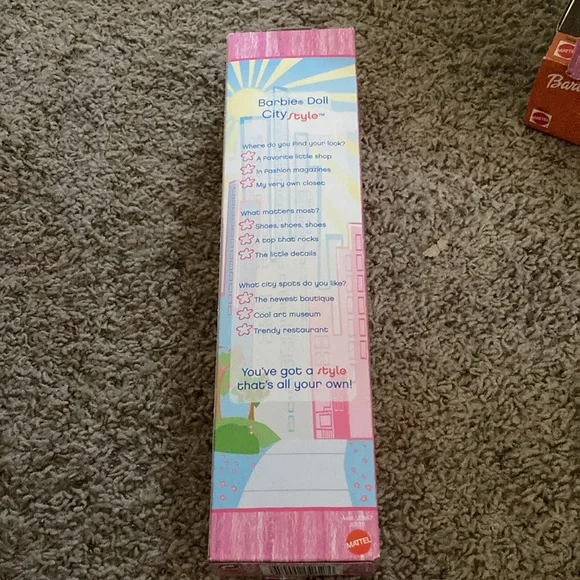 Barbie® Doll
City Style™
Where do you find your look?
A favorite little shop
In fashion magazines
My very own closet
What matters most?
Shoes, shoes, shoes
A top that rocks
The little details
What city spots do you like?
The newest boutique
Cool art museum
Trendy restaurant
You've got a style
that's all your own!
MATTEL
MATTEL
MATTEL